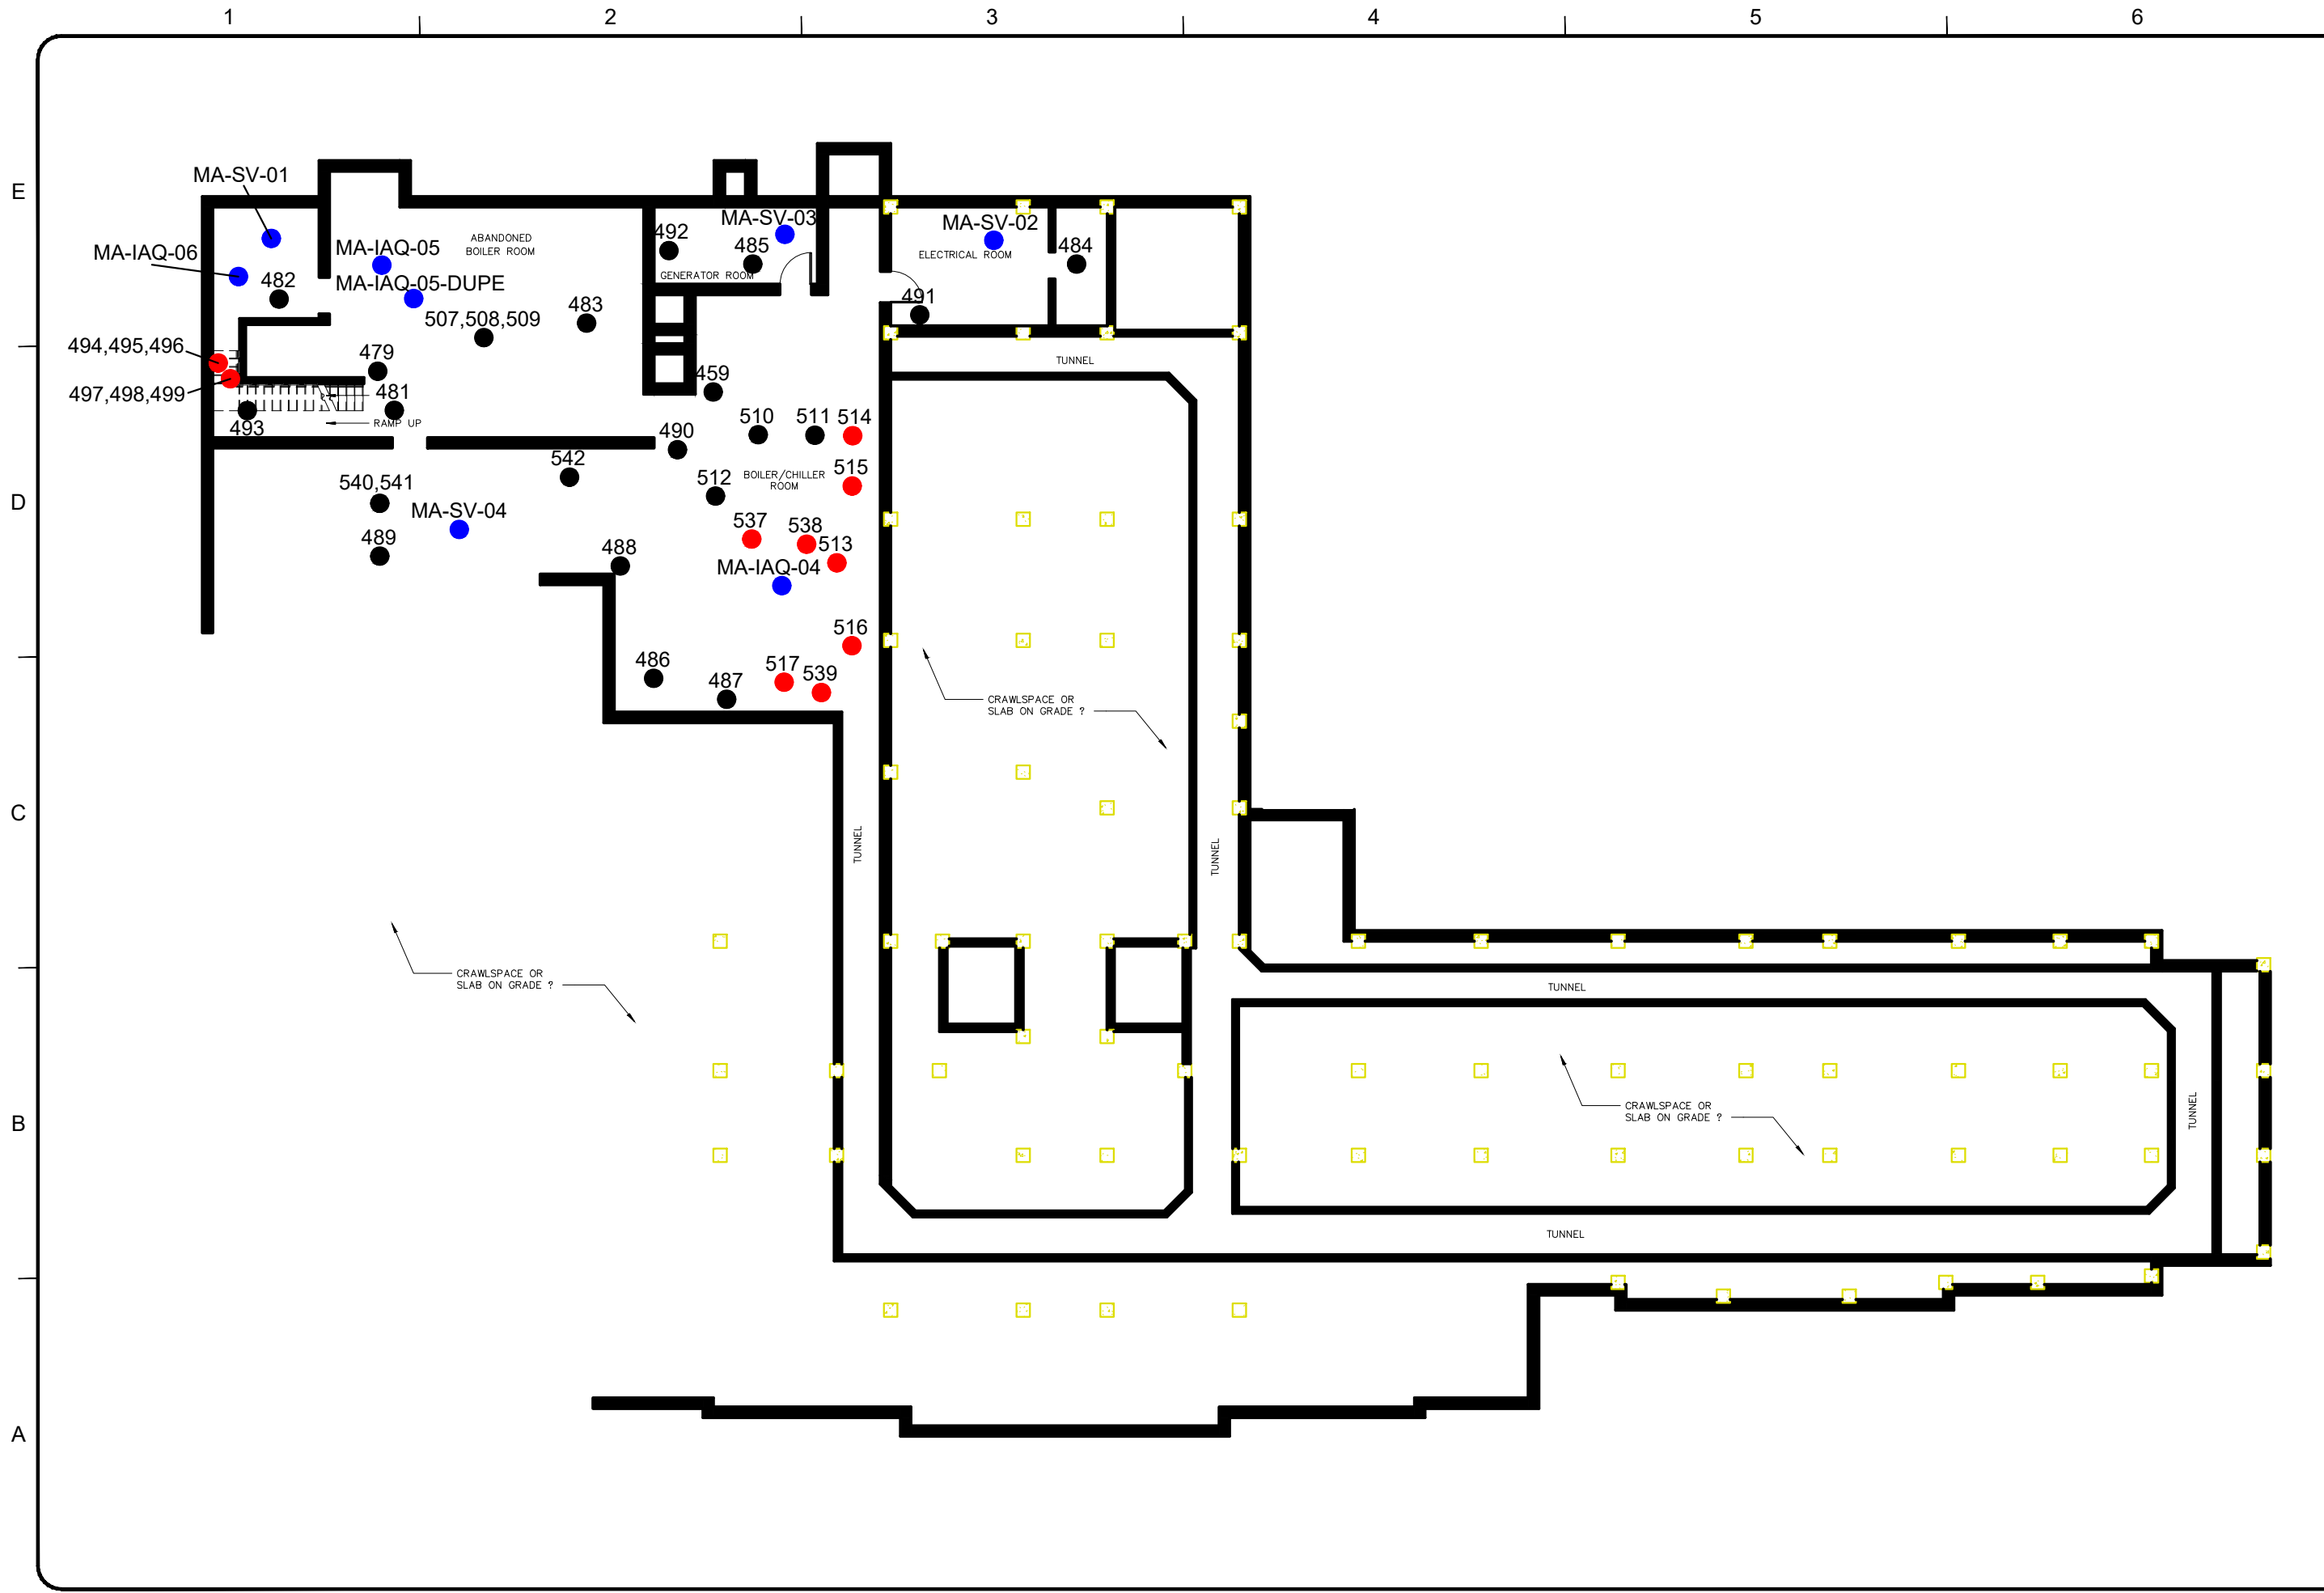 1
2
3
4
5
6
E
D
C
B
A
MA-SV-01
MA-IAQ-06
482
MA-IAQ-05
MA-IAQ-05-DUPE
ABANDONED
BOILER ROOM
507,508,509
483
492
MA-SV-03
485
GENERATOR ROOM
MA-SV-02
ELECTRICAL ROOM
484
491
494,495,496
497,498,499
479
481
493
RAMP UP
459
TUNNEL
510
511
514
490
542
512
BOILER/CHILLER
ROOM
515
540,541
MA-SV-04
489
537
538
513
488
MA-IAQ-04
516
486
487
517
539
CRAWLSPACE OR
SLAB ON GRADE ?
TUNNEL
TUNNEL
CRAWLSPACE OR
SLAB ON GRADE ?
TUNNEL
CRAWLSPACE OR
SLAB ON GRADE ?
TUNNEL
TUNNEL